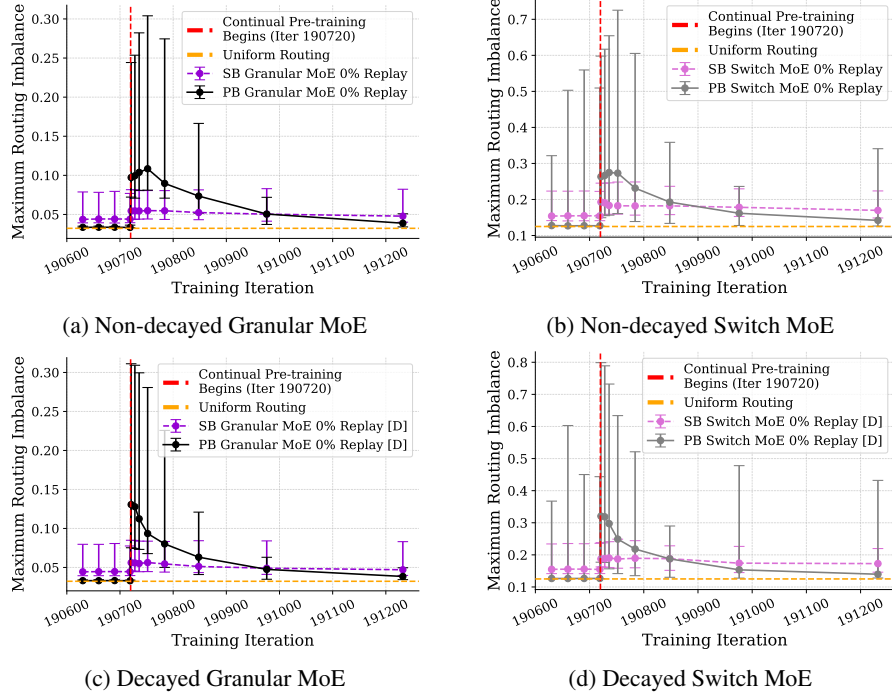 Maximum Routing Imbalance
0.30
0.25
0.20
0.15
0.10
0.05
Continual Pre-training
Begins (Iter 190720)
Uniform Routing
SB Granular MoE 0% Replay
PB Granular MoE 0% Replay
190600
190700
190800
190900
191000
191100
191200
Training Iteration
(a) Non-decayed Granular MoE
Maximum Routing Imbalance
0.7
0.6
0.5
0.4
0.3
0.2
0.1
Continual Pre-training
Begins (Iter 190720)
Uniform Routing
SB Switch MoE 0% Replay
PB Switch MoE 0% Replay
190600
190700
190800
190900
191000
191100
191200
Training Iteration
(b) Non-decayed Switch MoE
Maximum Routing Imbalance
0.30
0.25
0.20
0.15
0.10
0.05
Continual Pre-training
Begins (Iter 190720)
Uniform Routing
SB Granular MoE 0% Replay [D]
PB Granular MoE 0% Replay [D]
190600
190700
190800
190900
191000
191100
191200
Training Iteration
(c) Decayed Granular MoE
Maximum Routing Imbalance
0.8
0.7
0.6
0.5
0.4
0.3
0.2
0.1
Continual Pre-training
Begins (Iter 190720)
Uniform Routing
SB Switch MoE 0% Replay [D]
PB Switch MoE 0% Replay [D]
190600
190700
190800
190900
191000
191100
191200
Training Iteration
(d) Decayed Switch MoE